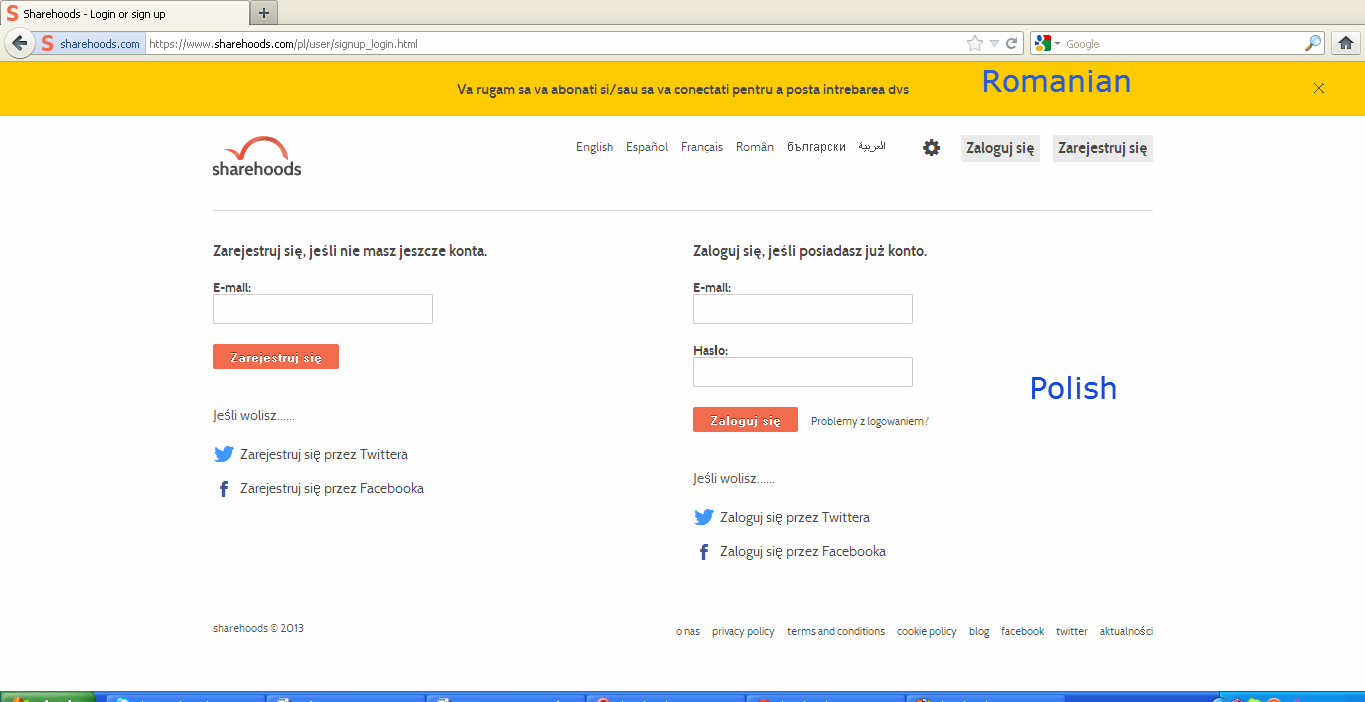 Sharehoods - Login or sign up
sharehoods.com https://www.sharehoods.com/pl/user/signup_login.html Google
Va rugam sa va abonati si/sau sa va conectati pentru a posta intrebarea dvs
Romanian
sharehoods
English Español Français Român български العربية
Zaloguj się Zarejestruj się
Zarejestruj się, jeśli nie masz jeszcze konta.
E-mail:
Zarejestruj się
Jeśli wolisz......
Zarejestruj się przez Twittera
Zarejestruj się przez Facebooka
Zaloguj się, jeśli posiadasz już konto.
E-mail:
Hasło:
Zaloguj się Problemy z logowaniem?
Polish
Jeśli wolisz......
Zaloguj się przez Twittera
Zaloguj się przez Facebooka
sharehoods © 2013
o nas privacy policy terms and conditions cookie policy blog facebook twitter aktualności